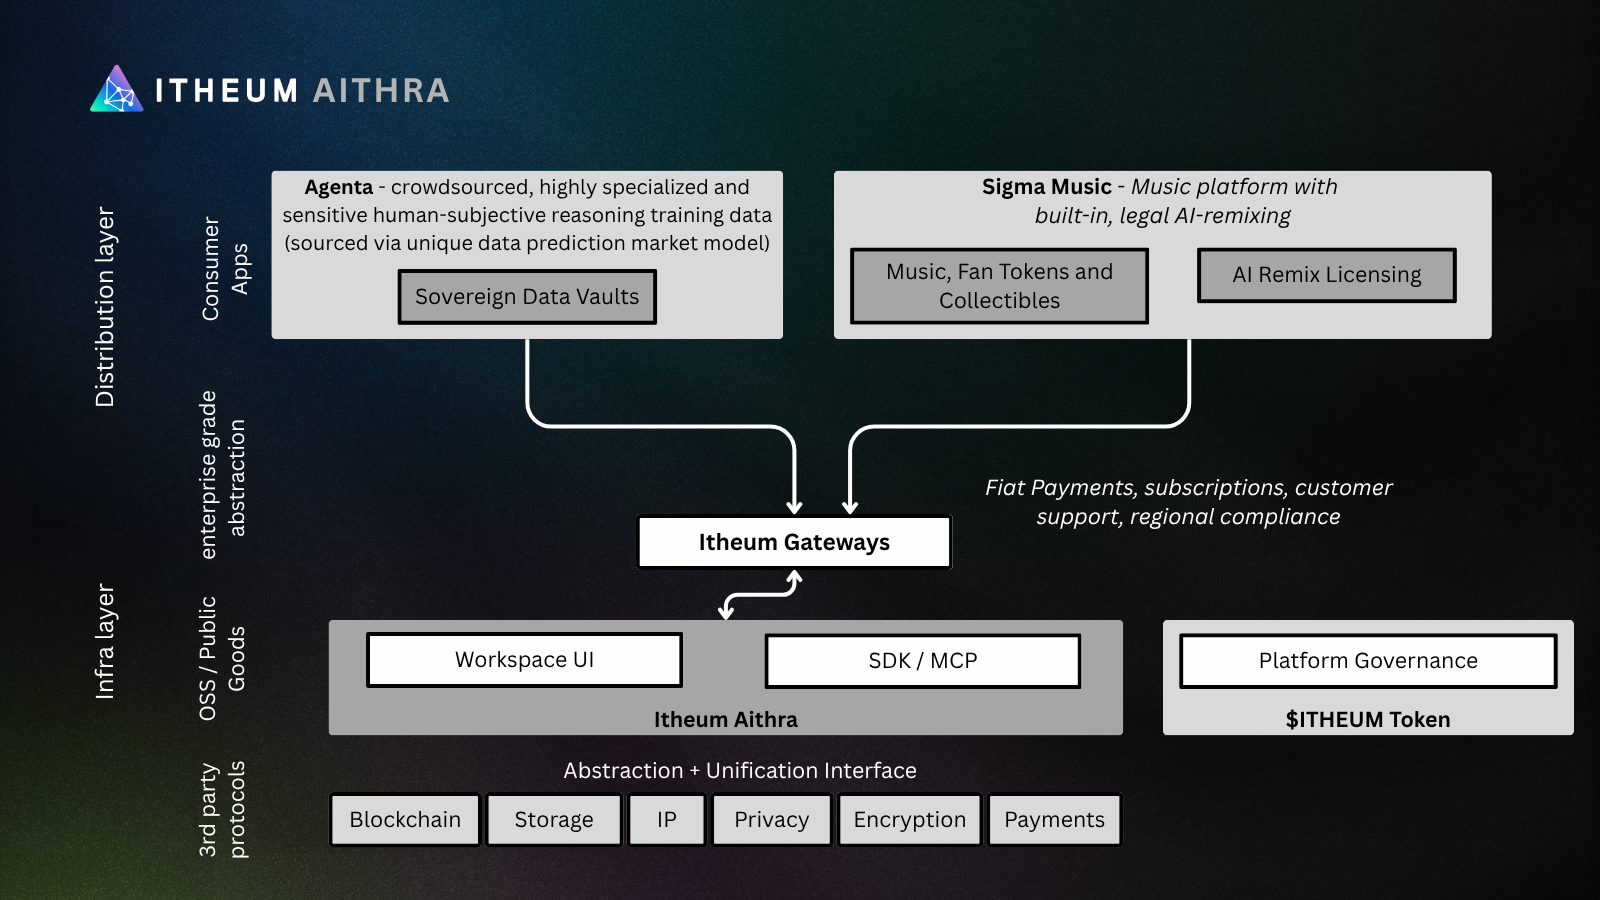 ITHEUM AITHRA
Distribution layer
Consumer
Apps
Agenta - crowdsourced, highly specialized and
sensitive human-subjective reasoning training data
(sourced via unique data prediction market model)
Sovereign Data Vaults
Sigma Music - Music platform with
built-in, legal AI-remixing
Music, Fan Tokens and
Collectibles
AI Remix Licensing
enterprise grade
abstraction
Fiat Payments, subscriptions, customer
support, regional compliance
Itheum Gateways
Infra layer
OSS / Public
Goods
Workspace UI
SDK / MCP
Itheum Aithra
Platform Governance
$ITHEUM Token
3rd party
protocols
Abstraction + Unification Interface
Blockchain
Storage
IP
Privacy
Encryption
Payments